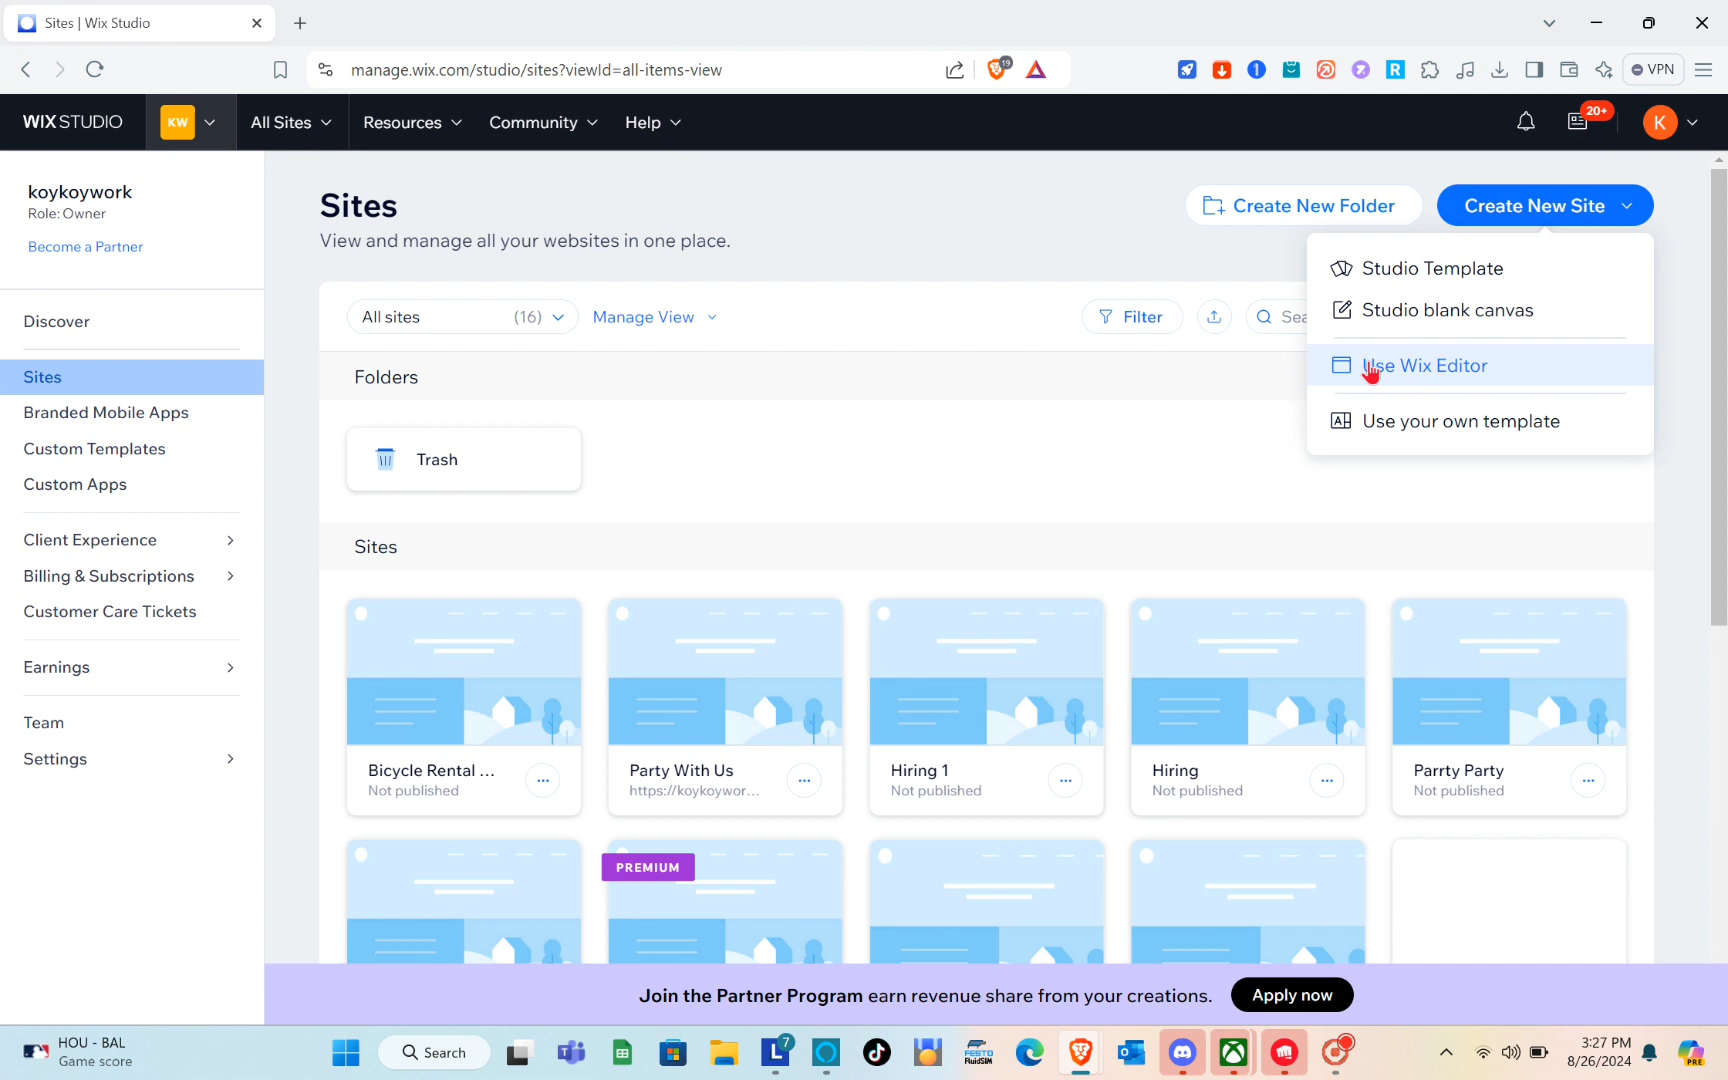 Sites | Wix Studio
manage.wix.com/studio/sites?viewId=all-items-view
19
VPN
WIX STUDIO
KW
All Sites
Resources
Community
Help
20+
K
koykoywork
Role: Owner
Become a Partner
Discover
Sites
Branded Mobile Apps
Custom Templates
Custom Apps
Client Experience
Billing & Subscriptions
Customer Care Tickets
Earnings
Team
Settings
Sites
View and manage all your websites in one place.
Create New Folder
Create New Site
Studio Template
Studio blank canvas
Use Wix Editor
Use your own template
All sites (16)
Manage View
Filter
Sea
Folders
Trash
Sites
Bicycle Rental ...
Not published
Party With Us
https://koykoywor...
Hiring 1
Not published
Hiring
Not published
Parrty Party
Not published
PREMIUM
Join the Partner Program earn revenue share from your creations.
Apply now
HOU - BAL
Game score
Search
7
FESTO
FluidSIM
3:27 PM
8/26/2024
PRE